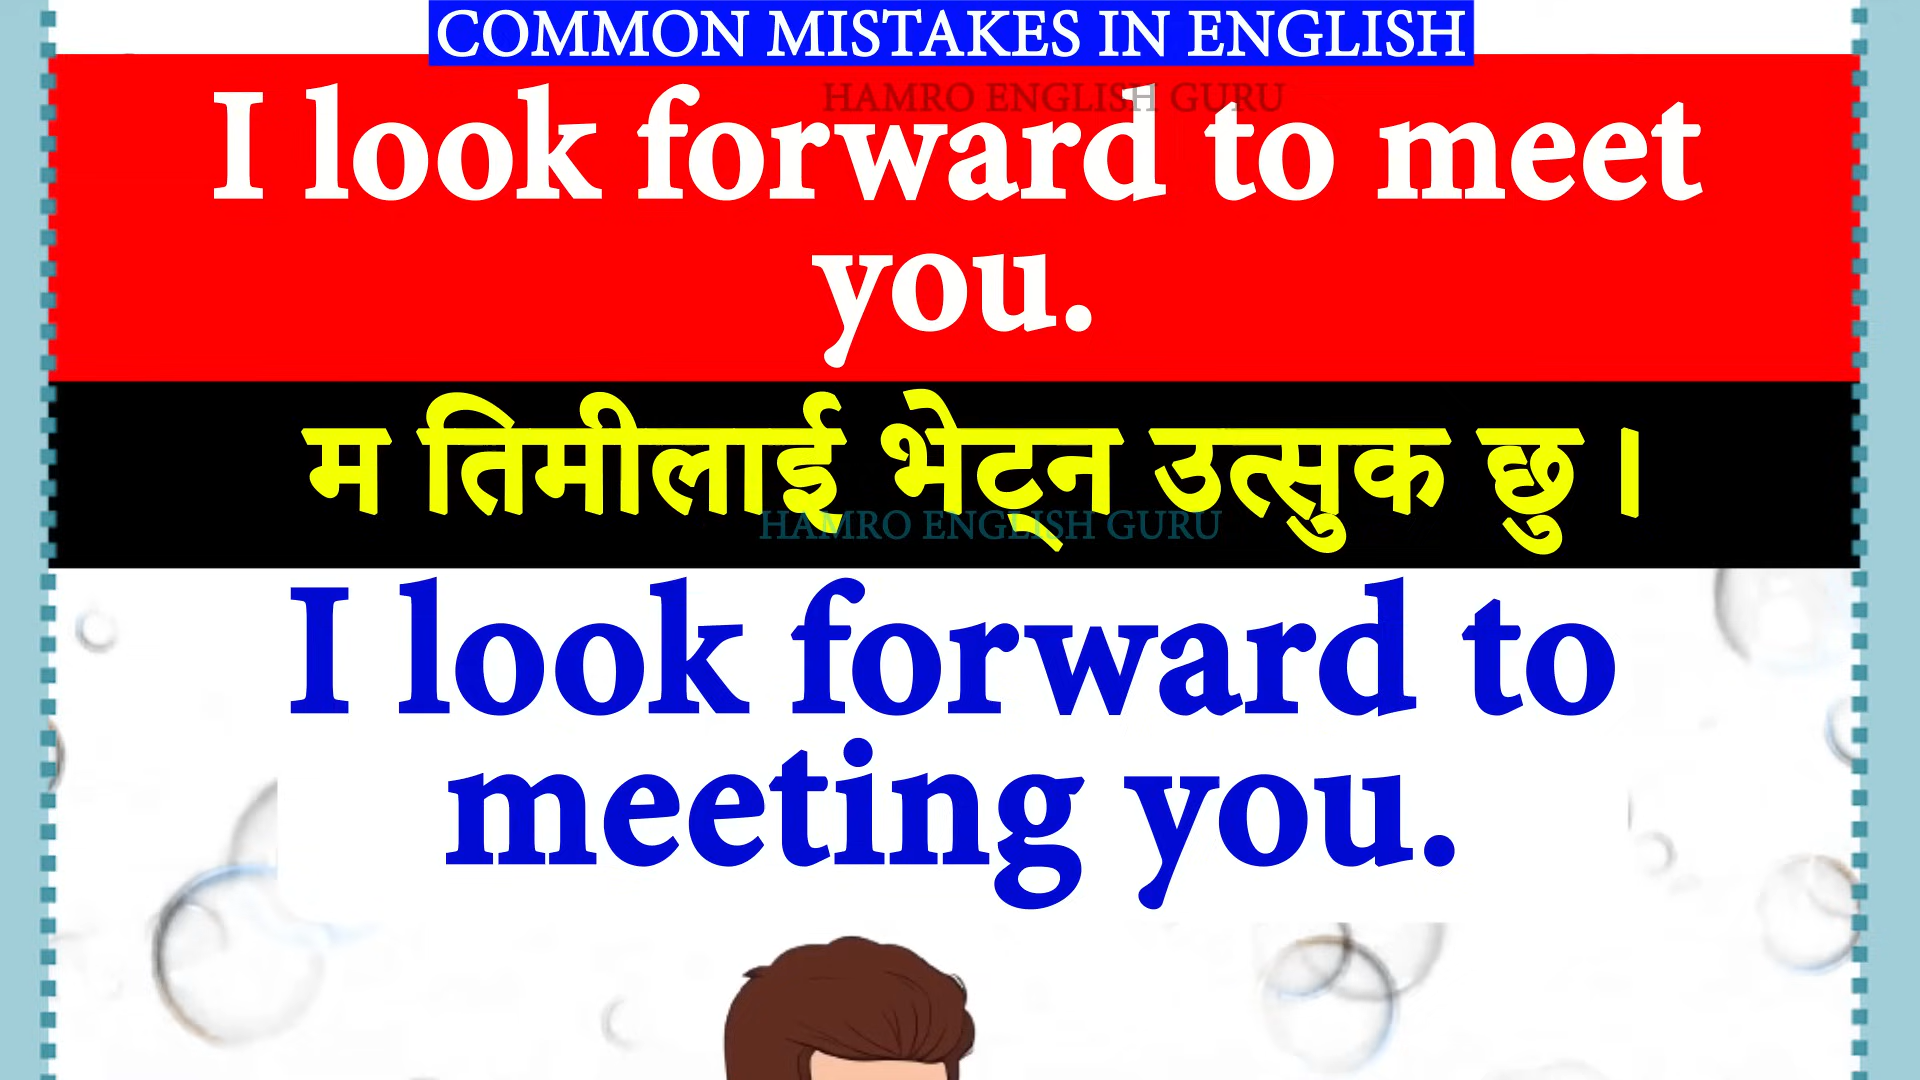 COMMON MISTAKES IN ENGLISH
HAMRO ENGLISH GURU
I look forward to meet
you.
म तिमीलाई भेट्न उत्सुक छु ।
HAMRO ENGLISH GURU
I look forward to
meeting you.